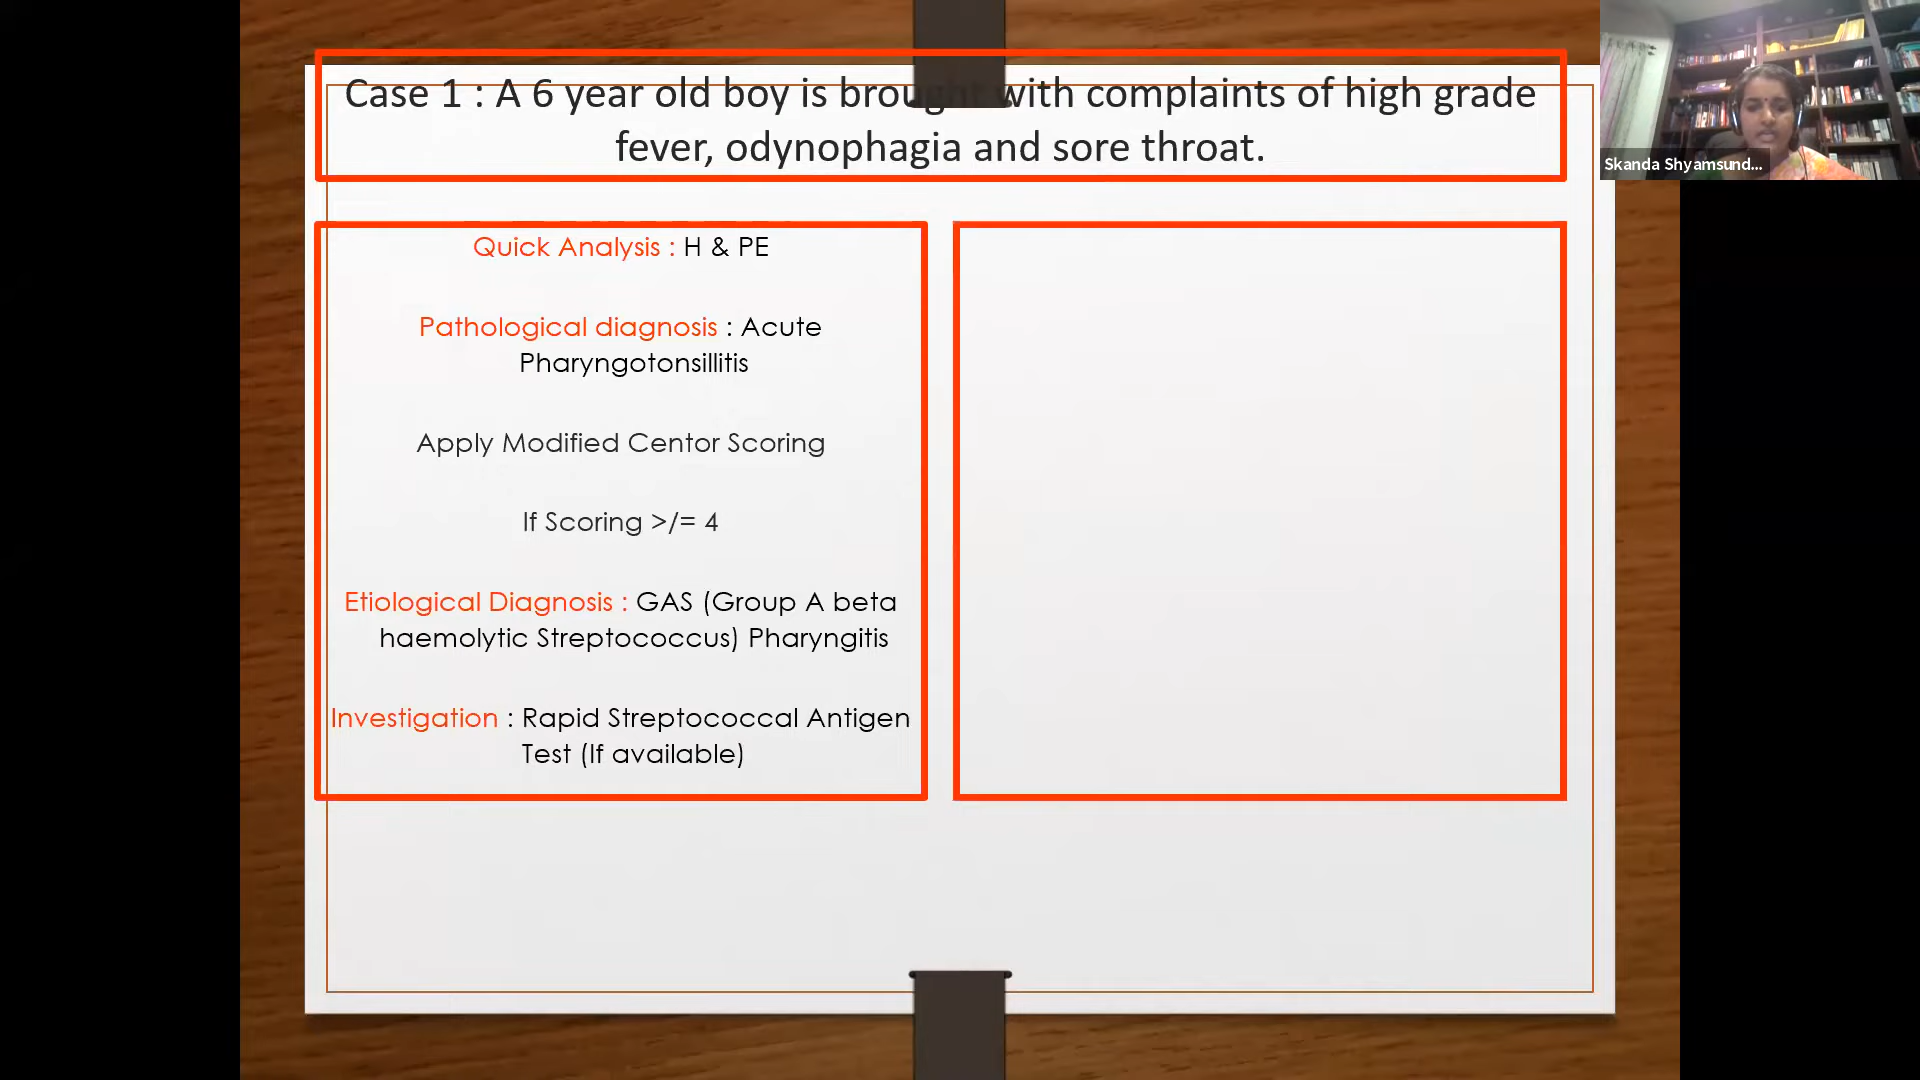 Case 1 : A 6 year old boy is brought with complaints of high grade
fever, odynophagia and sore throat.
Quick Analysis : H & PE
Pathological diagnosis : Acute
Pharyngotonsillitis
Apply Modified Centor Scoring
If Scoring >/= 4
Etiological Diagnosis : GAS (Group A beta
haemolytic Streptococcus) Pharyngitis
Investigation : Rapid Streptococcal Antigen
Test (If available)
Skanda Shyamsund...